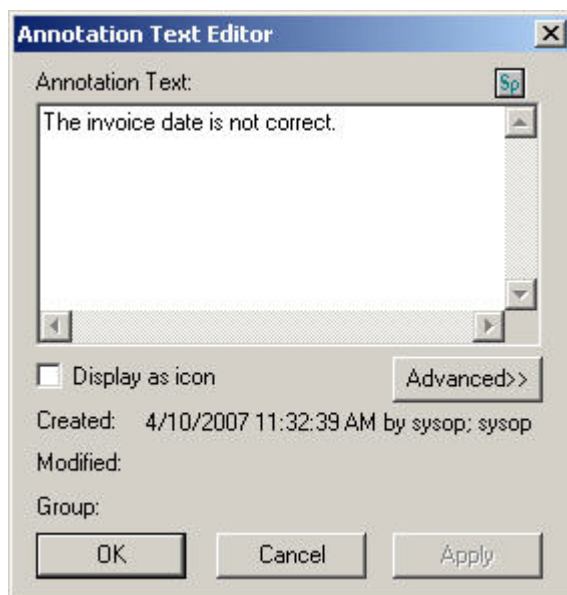 Annotation Text Editor
Annotation Text:
Sp
The invoice date is not correct.
Display as icon
Advanced>>
Created: 4/10/2007 11:32:39 AM by sysop; sysop
Modified:
Group:
OK Cancel Apply